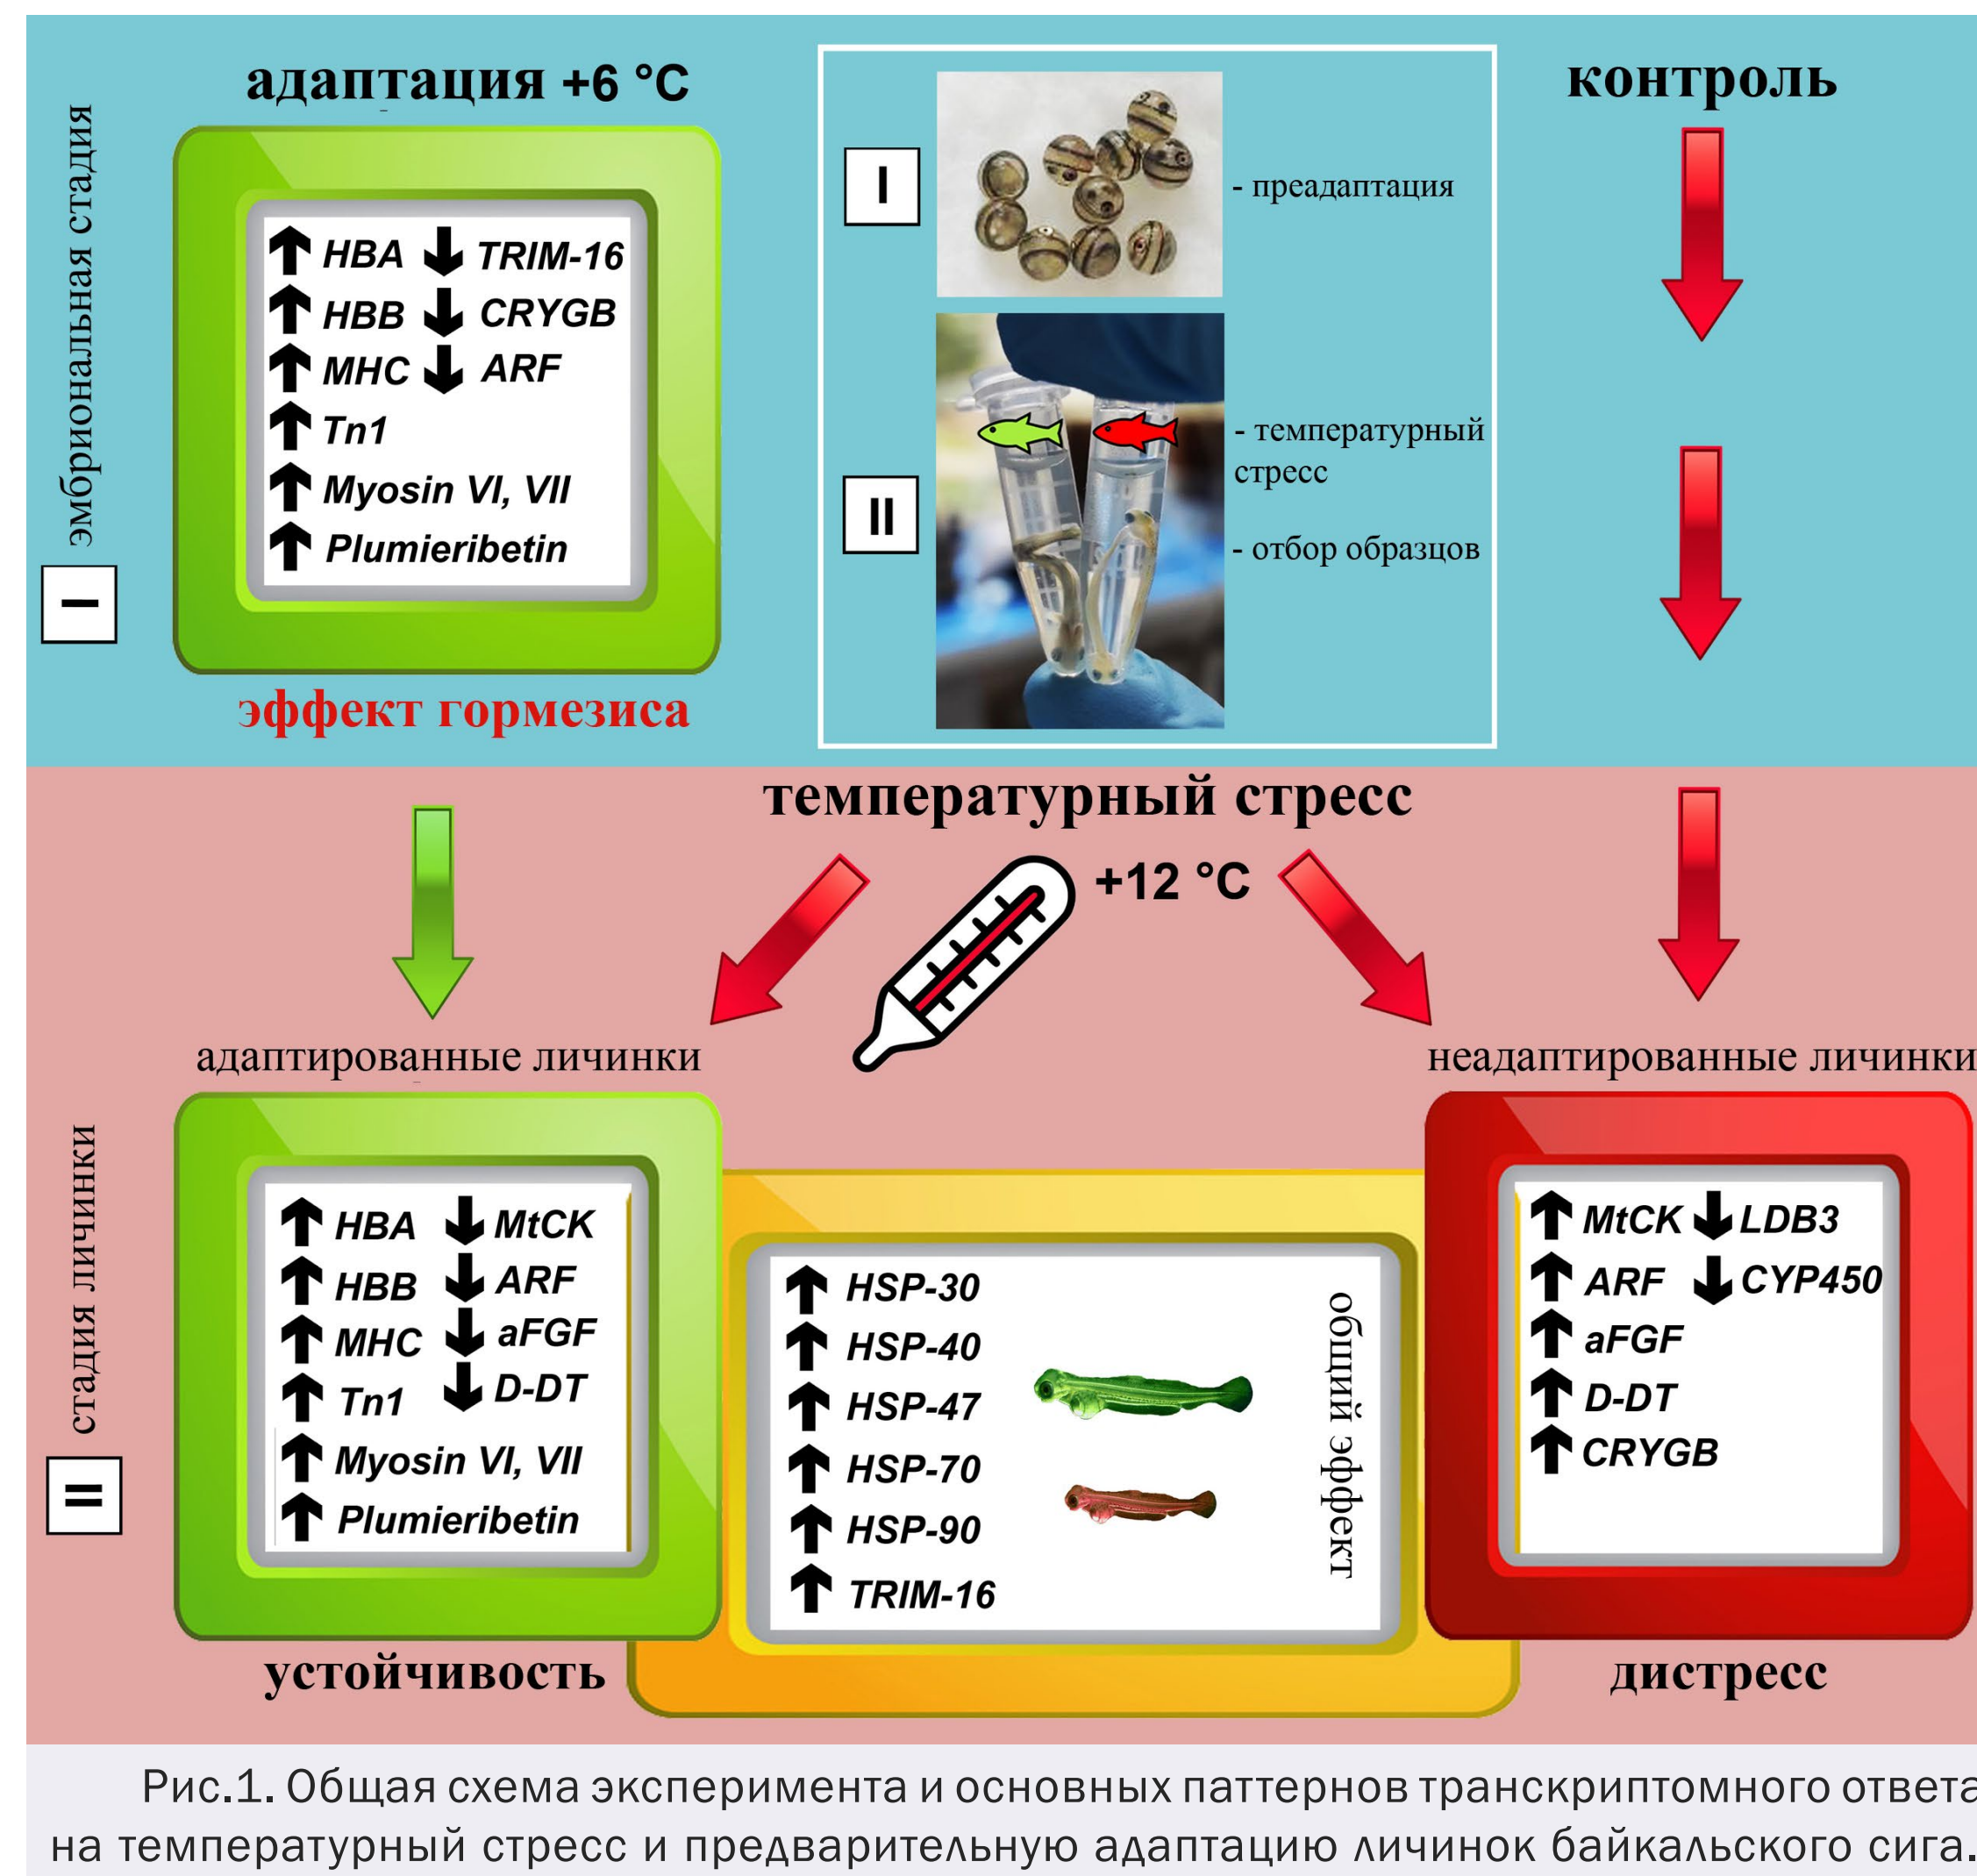 адаптация +6 °C
контроль
эмбриональная стадия
I
↑ HBA ↓ TRIM-16
↑ HBB ↓ CRYGB
↑ MHC ↓ ARF
↑ Tn1
↑ Myosin VI, VII
↑ Plumieribetin
эффект гормезиса
I
- преадаптация
II
- температурный
стресс
- отбор образцов
температурный стресс
+12 °C
адаптированные личинки
неадаптированные личинки
стадия личинки
II
↑ HBA ↓ MtCK
↑ HBB ↓ ARF
↑ MHC ↓ aFGF
↑ Tn1 ↓ D-DT
↑ Myosin VI, VII
↑ Plumieribetin
устойчивость
↑ HSP-30
↑ HSP-40
↑ HSP-47
↑ HSP-70
↑ HSP-90
↑ TRIM-16
общий эффект
↑ MtCK ↓ LDB3
↑ ARF ↓ CYP450
↑ aFGF
↑ D-DT
↑ CRYGB
дистресс
Рис.1. Общая схема эксперимента и основных паттернов транскриптомного ответа
на температурный стресс и предварительную адаптацию личинок байкальского сига.